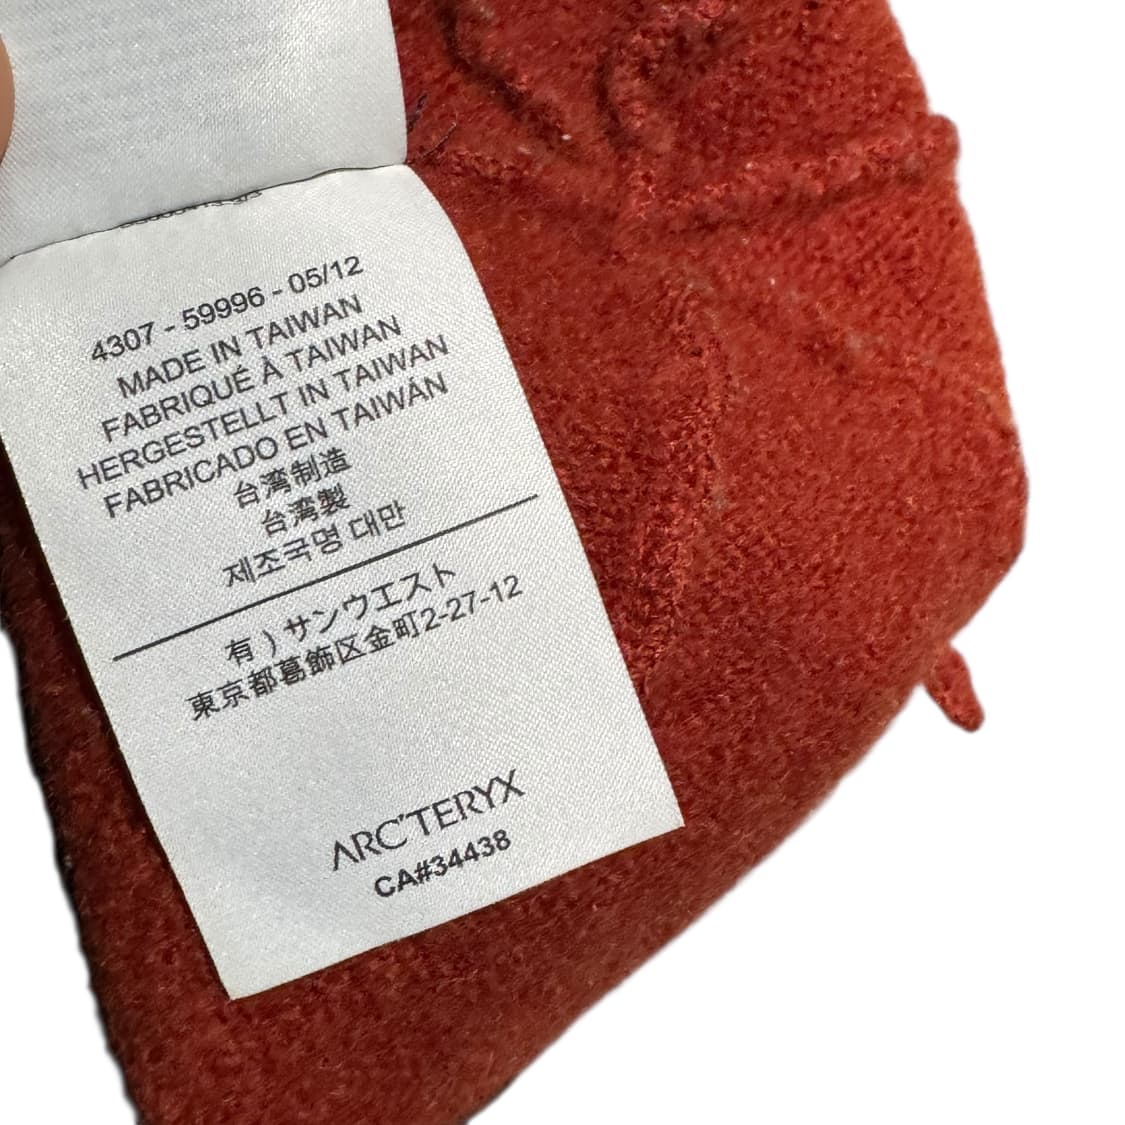 4307 - 59996 - 05/12
MADE IN TAIWAN
FABRIQUÉ À TAIWAN
HERGESTELLT IN TAIWAN
FABRICADO EN TAIWÁN
台湾制造
台湾製
제조국명 대만
有）サンウエスト
東京都葛飾区金町2-27-12
ARC'TERYX
CA#34438